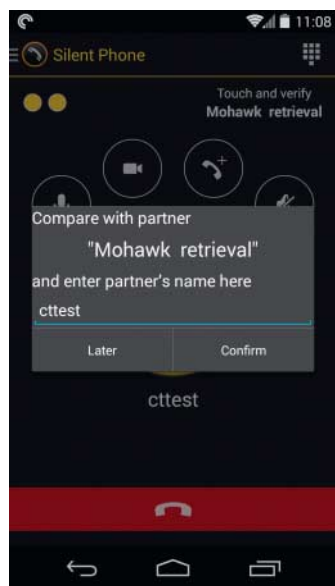 11:08
Silent Phone
Touch and verify
Mohawk retrieval
Compare with partner
"Mohawk retrieval"
and enter partner's name here
cttest
Later Confirm
cttest